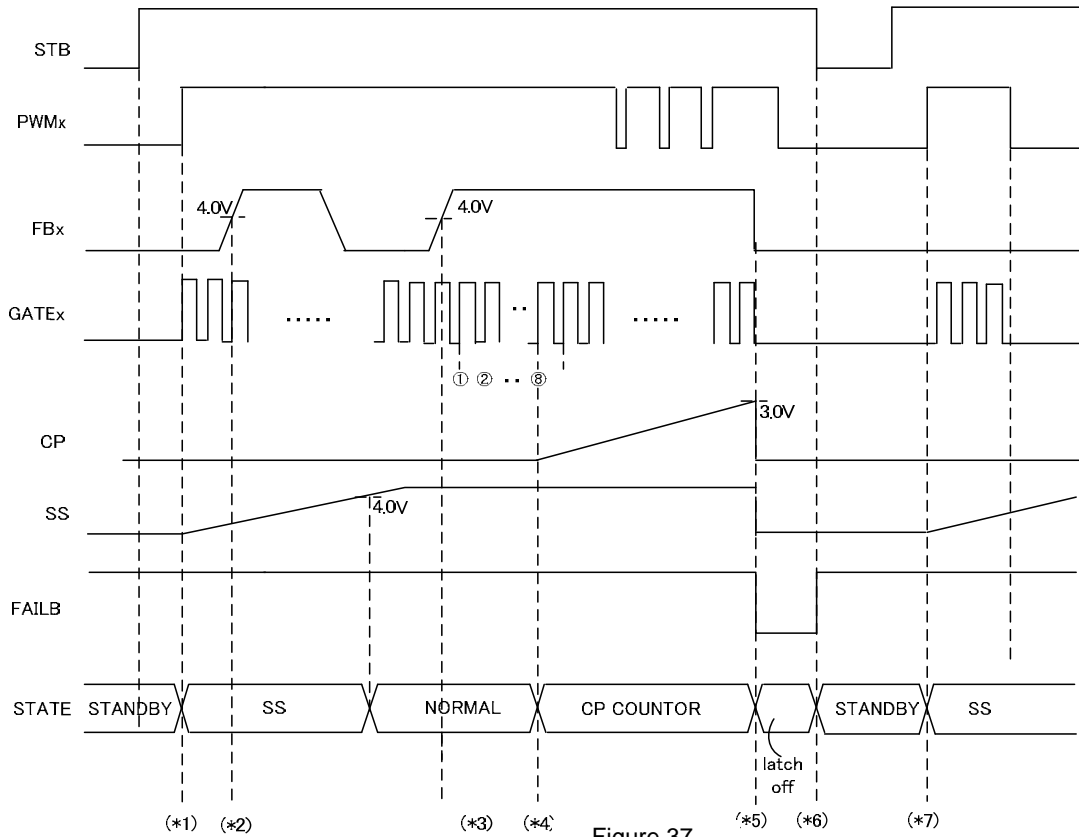 STB
PWMx
4.0V
4.0V
FBx
GATEx
..... .. .....
① ② ‥ ⑧
3.0V
CP
SS
4.0V
FAILB
STATE STANDBY SS NORMAL CP COUNTOR STANDBY SS
latch
off
(*1) (*2) (*3) (*4) (*5) (*6) (*7)
Figure 37